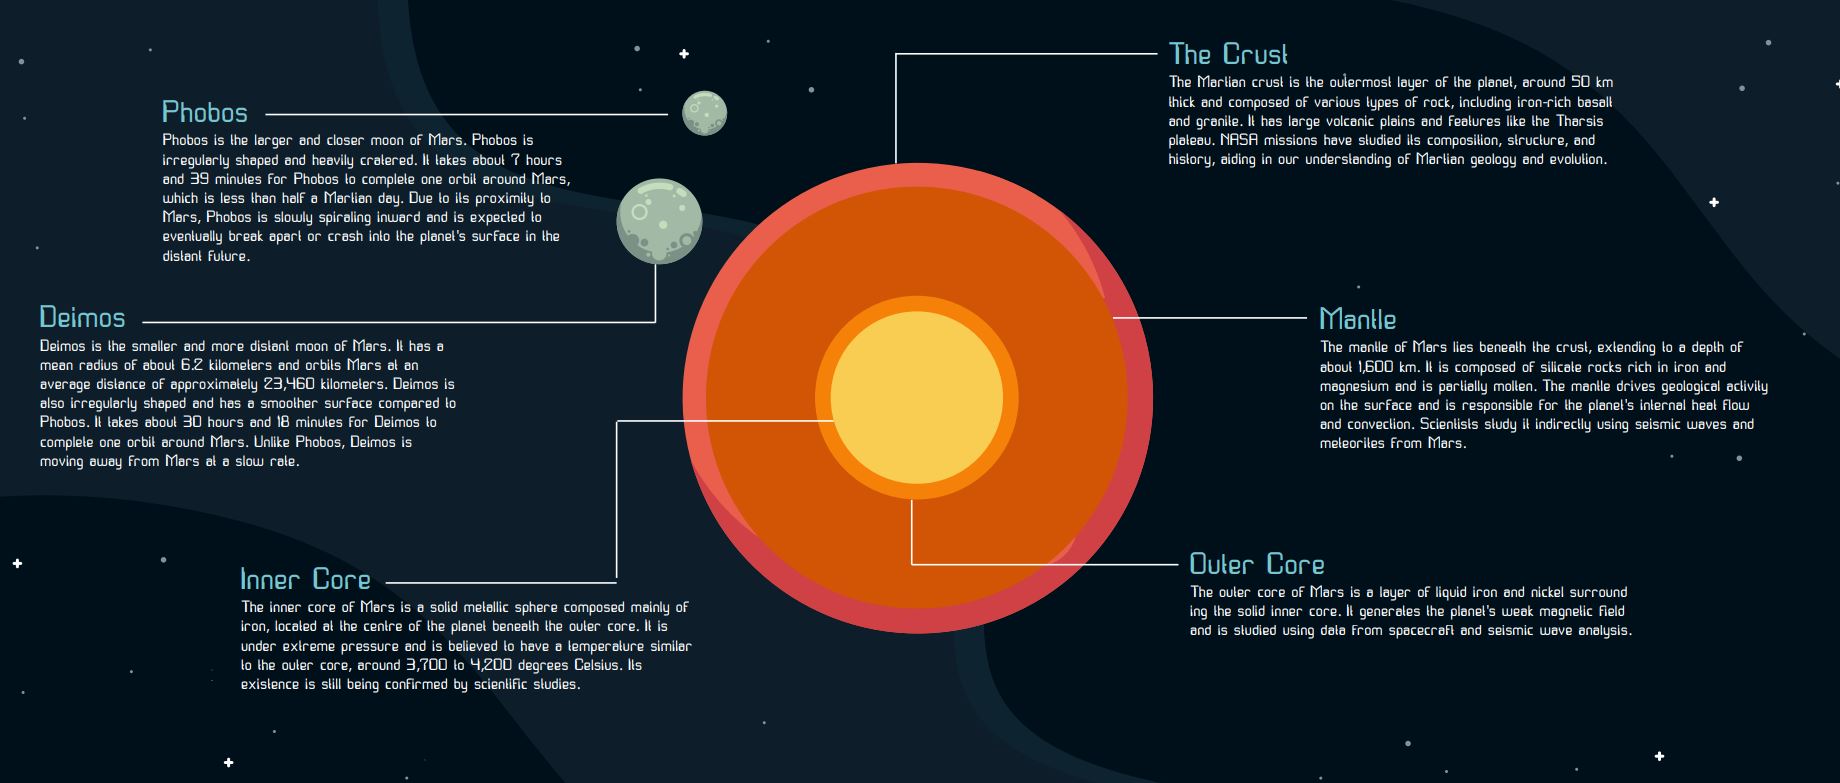 Phobos
Phobos is the larger and closer moon of Mars. Phobos is
irregularly shaped and heavily cratered. It takes about 7 hours
and 39 minutes for Phobos to complete one orbit around Mars,
which is less than half a Martian day. Due to its proximity to
Mars, Phobos is slowly spiraling inward and is expected to
eventually break apart or crash into the planet's surface in the
distant future.
Deimos
Deimos is the smaller and more distant moon of Mars. It has a
mean radius of about 6.2 kilometers and orbits Mars at an
average distance of approximately 23,460 kilometers. Deimos is
also irregularly shaped and has a smoother surface compared to
Phobos. It takes about 30 hours and 18 minutes for Deimos to
complete one orbit around Mars. Unlike Phobos, Deimos is
moving away from Mars at a slow rate.
Inner Core
The inner core of Mars is a solid metallic sphere composed mainly of
iron, located at the centre of the planet beneath the outer core. It is
under extreme pressure and is believed to have a temperature similar
to the outer core, around 3,700 to 4,200 degrees Celsius. Its
existence is still being confirmed by scientific studies.
The Crust
The Martian crust is the outermost layer of the planet, around 50 km
thick and composed of various types of rock, including iron-rich basalt
and granite. It has large volcanic plains and features like the Tharsis
plateau. NASA missions have studied its composition, structure, and
history, aiding in our understanding of Martian geology and evolution.
Mantle
The mantle of Mars lies beneath the crust, extending to a depth of
about 1,600 km. It is composed of silicate rocks rich in iron and
magnesium and is partially molten. The mantle drives geological activity
on the surface and is responsible for the planet's internal heat flow
and convection. Scientists study it indirectly using seismic waves and
meteorites from Mars.
Outer Core
The outer core of Mars is a layer of liquid iron and nickel surround
ing the solid inner core. It generates the planet's weak magnetic field
and is studied using data from spacecraft and seismic wave analysis.